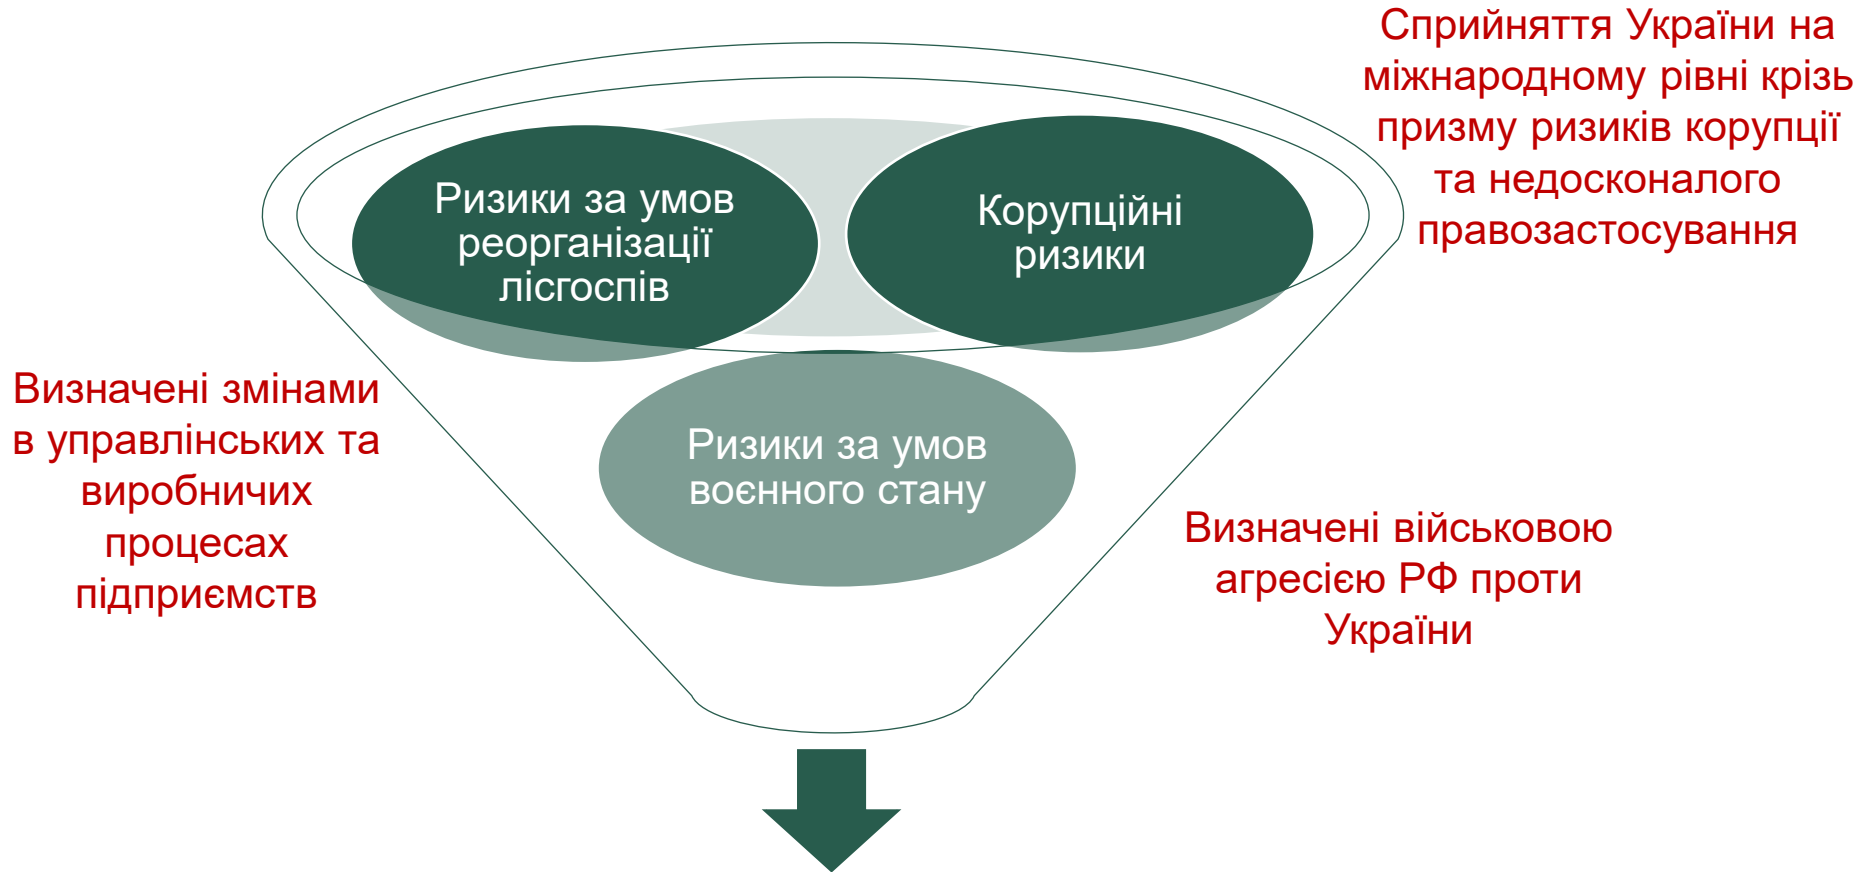 Сприйняття України на
міжнародному рівні крізь
призму ризиків корупції
та недосконалого
правозастосування
Ризики за умов
реорганізації
лісгоспів
Корупційні
ризики
Визначені змінами
в управлінських та
виробничих
процесах
підприємств
Ризики за умов
воєнного стану
Визначені військовою
агресією РФ проти
України